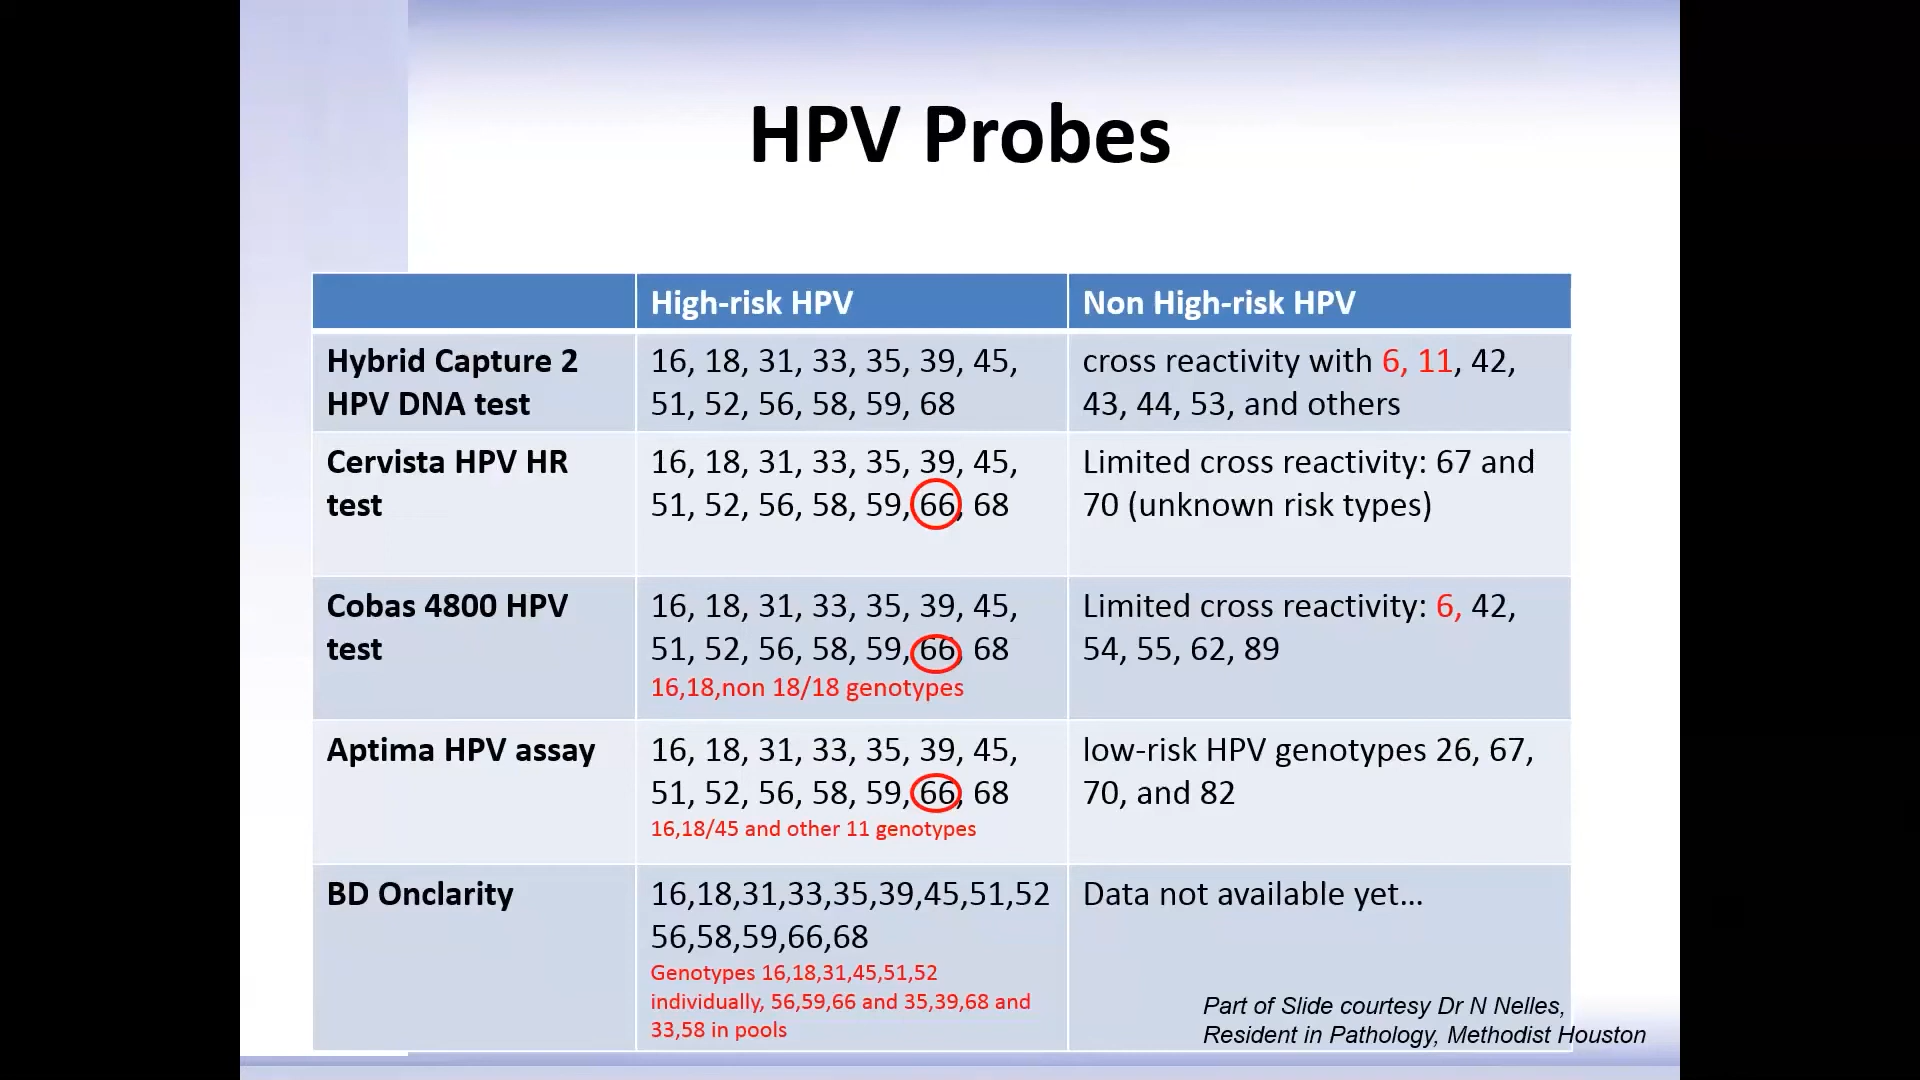 HPV Probes
High-risk HPV
Non High-risk HPV
Hybrid Capture 2
HPV DNA test
16, 18, 31, 33, 35, 39, 45,
51, 52, 56, 58, 59, 68
cross reactivity with 6, 11, 42,
43, 44, 53, and others
Cervista HPV HR
test
16, 18, 31, 33, 35, 39, 45,
51, 52, 56, 58, 59, 66, 68
Limited cross reactivity: 67 and
70 (unknown risk types)
Cobas 4800 HPV
test
16, 18, 31, 33, 35, 39, 45,
51, 52, 56, 58, 59, 66, 68
16,18,non 18/18 genotypes
Limited cross reactivity: 6, 42,
54, 55, 62, 89
Aptima HPV assay
16, 18, 31, 33, 35, 39, 45,
51, 52, 56, 58, 59, 66, 68
16,18/45 and other 11 genotypes
low-risk HPV genotypes 26, 67,
70, and 82
BD Onclarity
16,18,31,33,35,39,45,51,52
56,58,59,66,68
Genotypes 16,18,31,45,51,52
individually, 56,59,66 and 35,39,68 and
33,58 in pools
Data not available yet…
Part of Slide courtesy Dr N Nelles,
Resident in Pathology, Methodist Houston